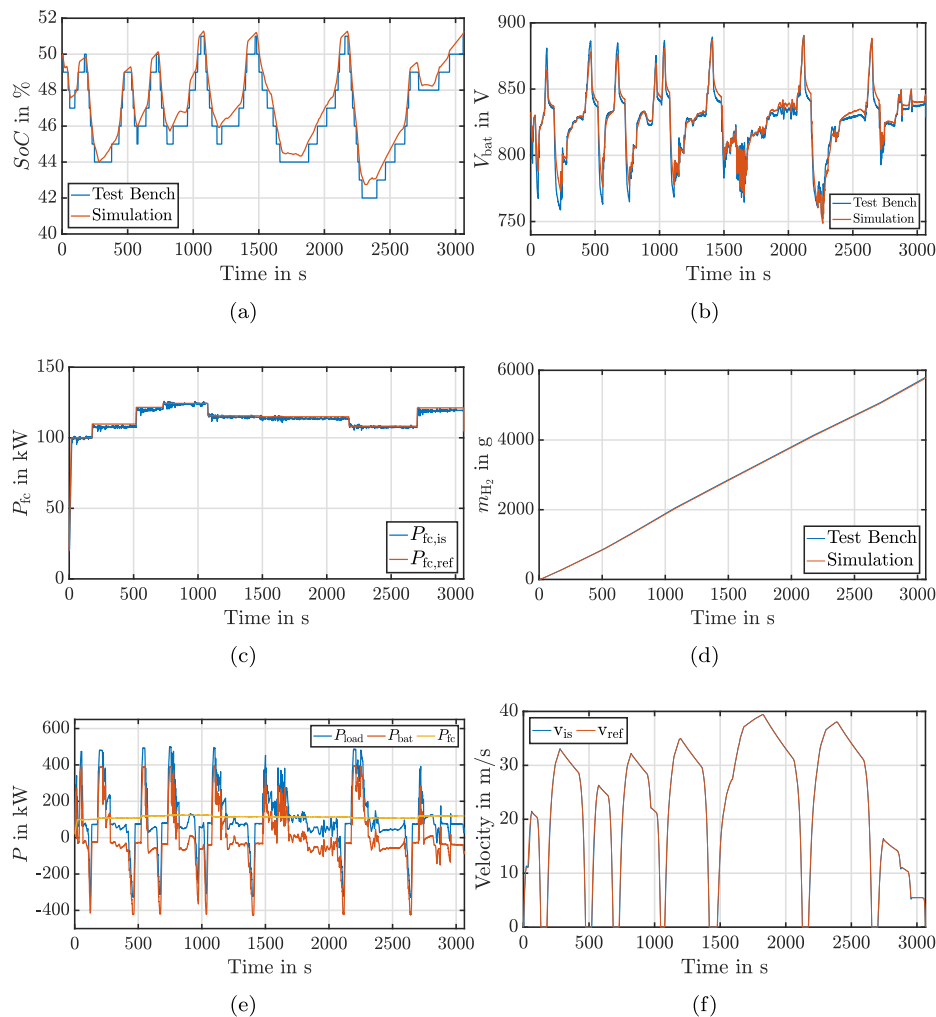 52
50
48
46
44
42
40
SoC in %
Test Bench
Simulation
0 500 1000 1500 2000 2500 3000
Time in s
(a)
900
850
800
750
V_bat in V
Test Bench
Simulation
0 500 1000 1500 2000 2500 3000
Time in s
(b)
150
100
50
0
P_fc in kW
P_fc,is
P_fc,ref
0 500 1000 1500 2000 2500 3000
Time in s
(c)
6000
4000
2000
0
m_H2 in g
Test Bench
Simulation
0 500 1000 1500 2000 2500 3000
Time in s
(d)
600
400
200
0
-200
-400
P in kW
P_load P_bat P_fc
0 500 1000 1500 2000 2500 3000
Time in s
(e)
40
30
20
10
0
Velocity in m/s
v_is v_ref
0 500 1000 1500 2000 2500 3000
Time in s
(f)